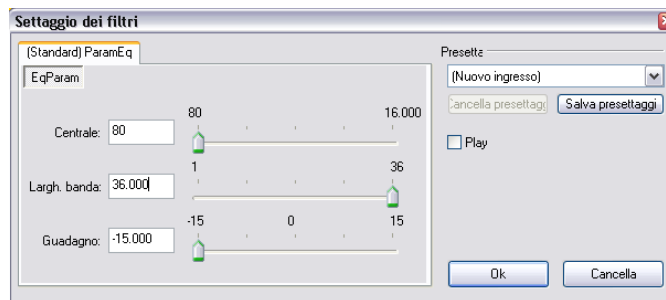 Settaggio dei filtri
(Standard) ParamEq
EqParam
Centrale: 80
80 16.000
Largh. banda: 36.000
1 36
Guadagno: -15.000
-15 0 15
Presetta
(Nuovo ingresso)
Cancella presettagg Salva presettaggi
Play
Ok Cancella